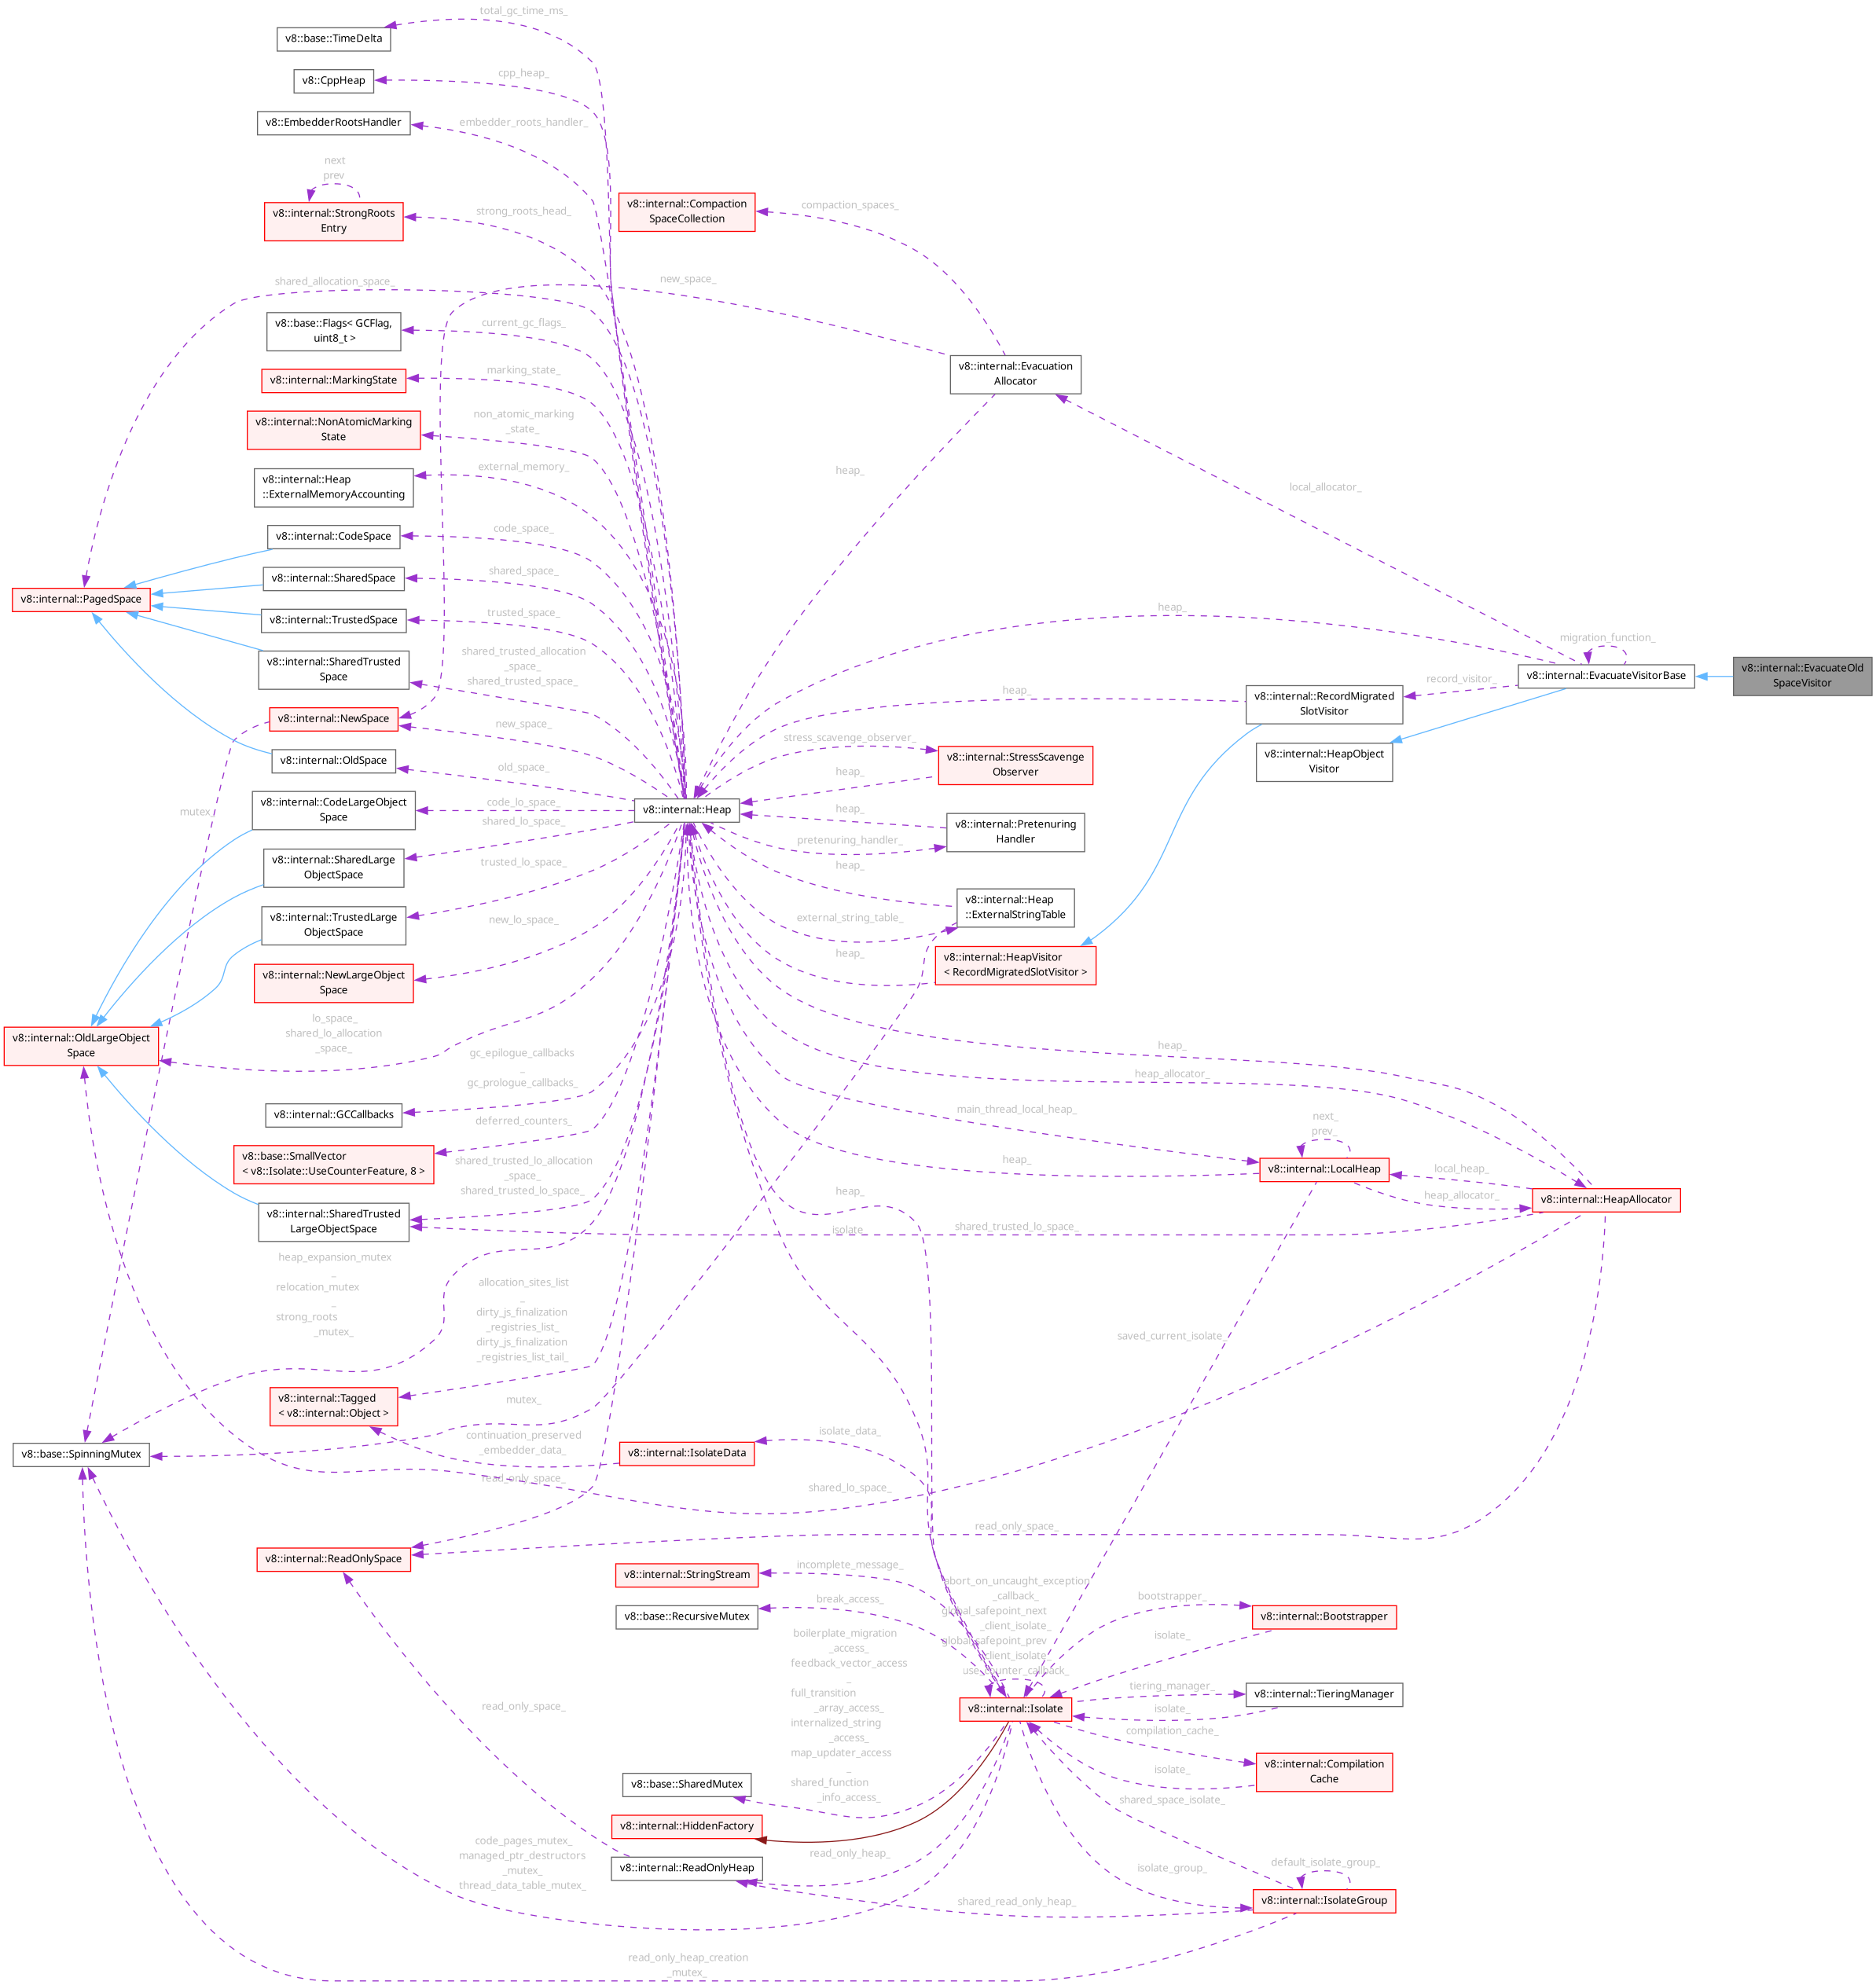 total_gc_time_ms_
v8::base::TimeDelta
cpp_heap_
v8::CppHeap
embedder_roots_handler_
v8::EmbedderRootsHandler
next
prev
v8::internal::StrongRoots
Entry
strong_roots_head_
v8::internal::Compaction
SpaceCollection
compaction_spaces_
shared_allocation_space_
new_space_
v8::base::Flags< GCFlag,
uint8_t >
current_gc_flags_
v8::internal::MarkingState
marking_state_
v8::internal::Evacuation
Allocator
v8::internal::NonAtomicMarking
State
non_atomic_marking
_state_
v8::internal::Heap
::ExternalMemoryAccounting
external_memory_
heap_
local_allocator_
v8::internal::CodeSpace
code_space_
v8::internal::SharedSpace
shared_space_
v8::internal::PagedSpace
v8::internal::TrustedSpace
trusted_space_
heap_
migration_function_
v8::internal::SharedTrusted
Space
shared_trusted_allocation
_space_
shared_trusted_space_
v8::internal::EvacuateVisitorBase
v8::internal::EvacuateOld
SpaceVisitor
record_visitor_
heap_
v8::internal::RecordMigrated
SlotVisitor
v8::internal::NewSpace
new_space_
v8::internal::OldSpace
old_space_
stress_scavenge_observer_
v8::internal::StressScavenge
Observer
heap_
v8::internal::HeapObject
Visitor
mutex_
v8::internal::CodeLargeObject
Space
code_lo_space_
v8::internal::Heap
heap_
v8::internal::Pretenuring
Handler
pretenuring_handler_
shared_lo_space_
v8::internal::SharedLarge
ObjectSpace
trusted_lo_space_
heap_
v8::internal::TrustedLarge
ObjectSpace
v8::internal::Heap
::ExternalStringTable
new_lo_space_
external_string_table_
heap_
v8::internal::HeapVisitor
< RecordMigratedSlotVisitor >
v8::internal::NewLargeObject
Space
v8::internal::OldLargeObject
Space
lo_space_
shared_lo_allocation
_space_
gc_epilogue_callbacks
_
gc_prologue_callbacks_
heap_
heap_allocator_
v8::internal::GCCallbacks
deferred_counters_
main_thread_local_heap_
next_
prev_
v8::base::SmallVector
< v8::Isolate::UseCounterFeature, 8 >
heap_
v8::internal::LocalHeap
local_heap_
heap_allocator_
v8::internal::HeapAllocator
shared_trusted_lo_allocation
_space_
shared_trusted_lo_space_
v8::internal::SharedTrusted
LargeObjectSpace
heap_
isolate_
shared_trusted_lo_space_
heap_expansion_mutex
_
relocation_mutex
_
strong_roots
_mutex_
allocation_sites_list
_
dirty_js_finalization
_registries_list_
dirty_js_finalization
_registries_list_tail_
saved_current_isolate_
v8::internal::Tagged
< v8::internal::Object >
mutex_
continuation_preserved
_embedder_data_
v8::base::SpinningMutex
v8::internal::IsolateData
isolate_data_
read_only_space_
shared_lo_space_
read_only_space_
v8::internal::ReadOnlySpace
v8::internal::StringStream
incomplete_message_
v8::base::RecursiveMutex
break_access_
abort_on_uncaught_exception
_callback_
global_safepoint_next
_client_isolate_
global_safepoint_prev
_client_isolate_
use_counter_callback_
bootstrapper_
v8::internal::Bootstrapper
isolate_
boilerplate_migration
_access_
feedback_vector_access
_
full_transition
_array_access_
internalized_string
_access_
map_updater_access
_
shared_function
_info_access_
v8::internal::Isolate
tiering_manager_
v8::internal::TieringManager
isolate_
read_only_space_
compilation_cache_
v8::internal::Compilation
Cache
isolate_
v8::base::SharedMutex
shared_space_isolate_
v8::internal::HiddenFactory
code_pages_mutex_
managed_ptr_destructors
_mutex_
thread_data_table_mutex_
v8::internal::ReadOnlyHeap
read_only_heap_
isolate_group_
default_isolate_group_
shared_read_only_heap_
v8::internal::IsolateGroup
read_only_heap_creation
_mutex_